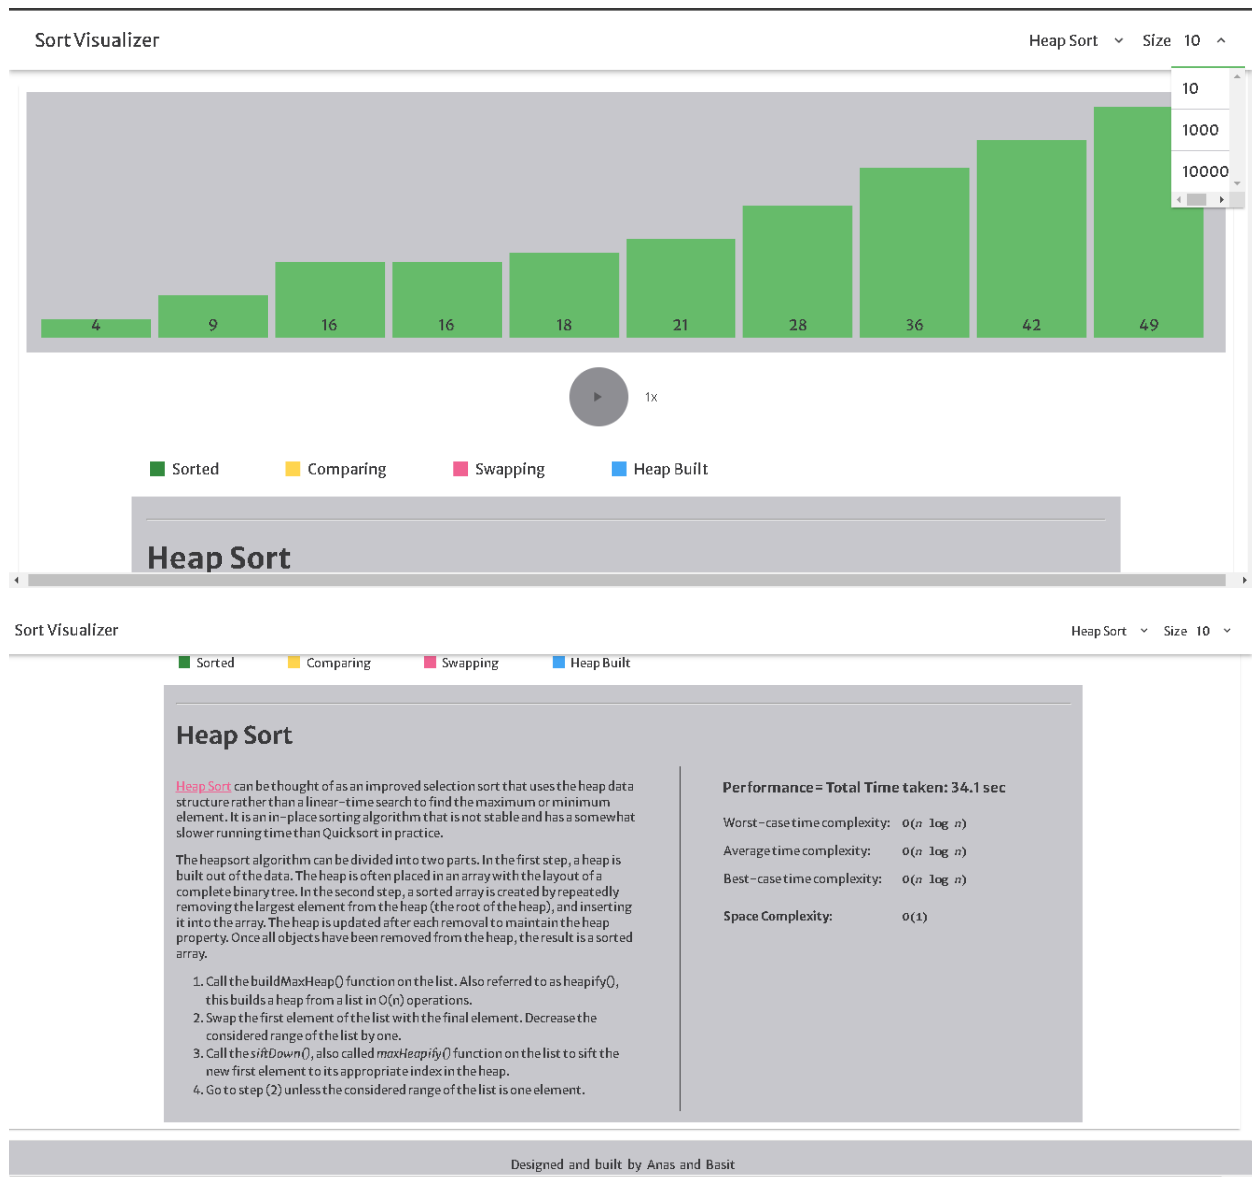 Sort Visualizer
Heap Sort Size 10
10
1000
10000
4 9 16 16 18 21 28 36 42 49
1x
Sorted Comparing Swapping Heap Built
Heap Sort
Sort Visualizer
Heap Sort Size 10
Sorted Comparing Swapping Heap Built
Heap Sort
Heap Sort can be thought of as an improved selection sort that uses the heap data
structure rather than a linear-time search to find the maximum or minimum
element. It is an in-place sorting algorithm that is not stable and has a somewhat
slower running time than Quicksort in practice.
The heapsort algorithm can be divided into two parts. In the first step, a heap is
built out of the data. The heap is often placed in an array with the layout of a
complete binary tree. In the second step, a sorted array is created by repeatedly
removing the largest element from the heap (the root of the heap), and inserting
it into the array. The heap is updated after each removal to maintain the heap
property. Once all objects have been removed from the heap, the result is a sorted
array.
1. Call the buildMaxHeap() function on the list. Also referred to as heapify(),
this builds a heap from a list in O(n) operations.
2. Swap the first element of the list with the final element. Decrease the
considered range of the list by one.
3. Call the siftDown(), also called maxHeapify() function on the list to sift the
new first element to its appropriate index in the heap.
4. Go to step (2) unless the considered range of the list is one element.
Performance= Total Time taken: 34.1 sec
Worst-case time complexity: O(n log n)
Average time complexity: O(n log n)
Best-case time complexity: O(n log n)
Space Complexity: O(1)
Designed and built by Anas and Basit